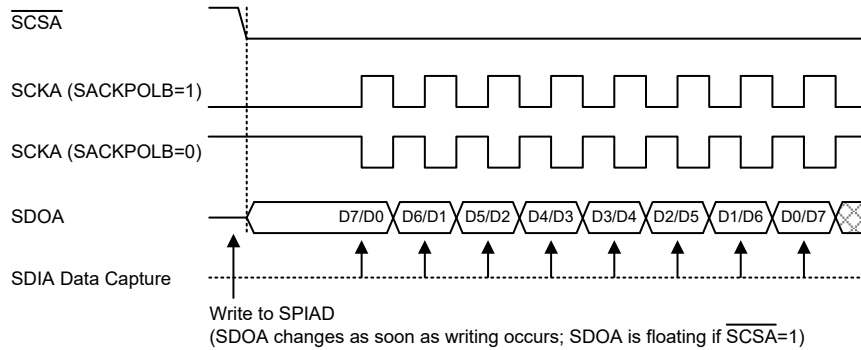 SCSA
SCKA (SACKPOLB=1)
SCKA (SACKPOLB=0)
SDOA D7/D0 D6/D1 D5/D2 D4/D3 D3/D4 D2/D5 D1/D6 D0/D7
SDIA Data Capture
Write to SPIAD
(SDOA changes as soon as writing occurs; SDOA is floating if SCSA=1)